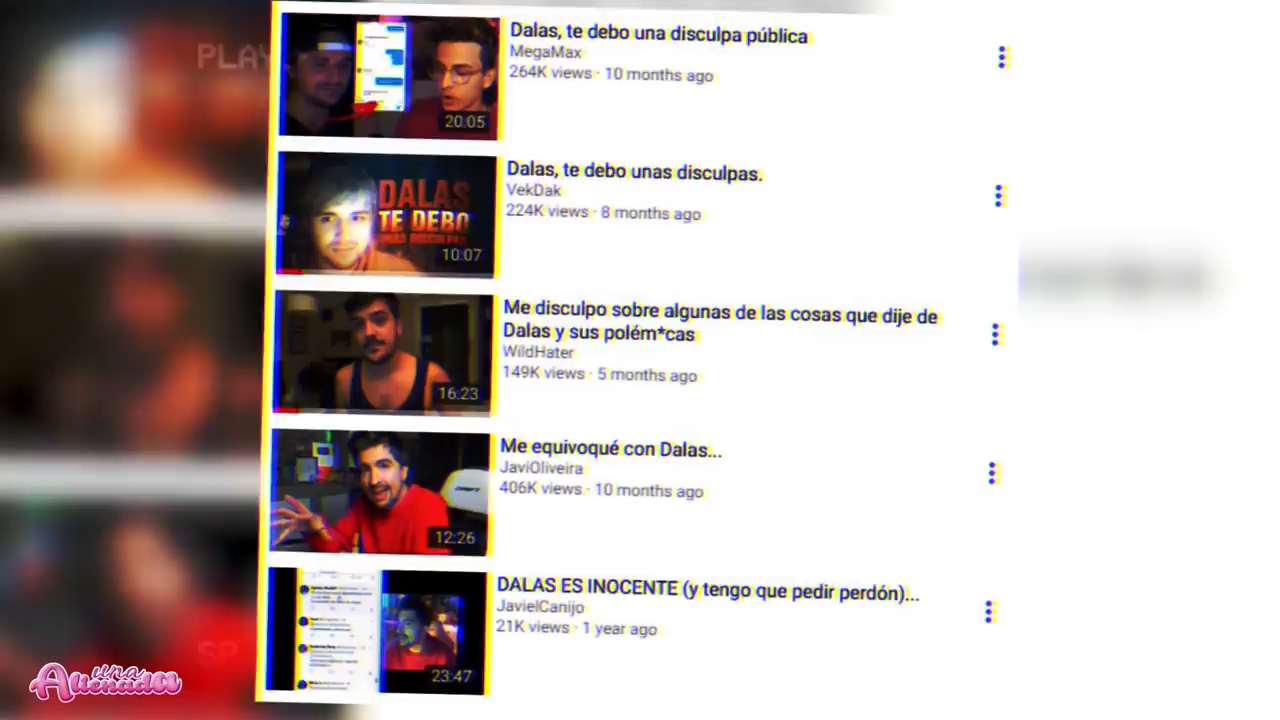 PLAY
Dalas, te debo una disculpa pública
MegaMax
264K views · 10 months ago
20:05
Dalas, te debo unas disculpas.
VekDak
224K views · 8 months ago
DALAS
TE DEBO
10:07
Me disculpo sobre algunas de las cosas que dije de
Dalas y sus polém*cas
WildHater
149K views · 5 months ago
16:23
Me equivoqué con Dalas...
JaviOliveira
406K views · 10 months ago
12:26
DALAS ES INOCENTE (y tengo que pedir perdón)...
JavielCanijo
21K views · 1 year ago
23:47
SP
una
Alienada